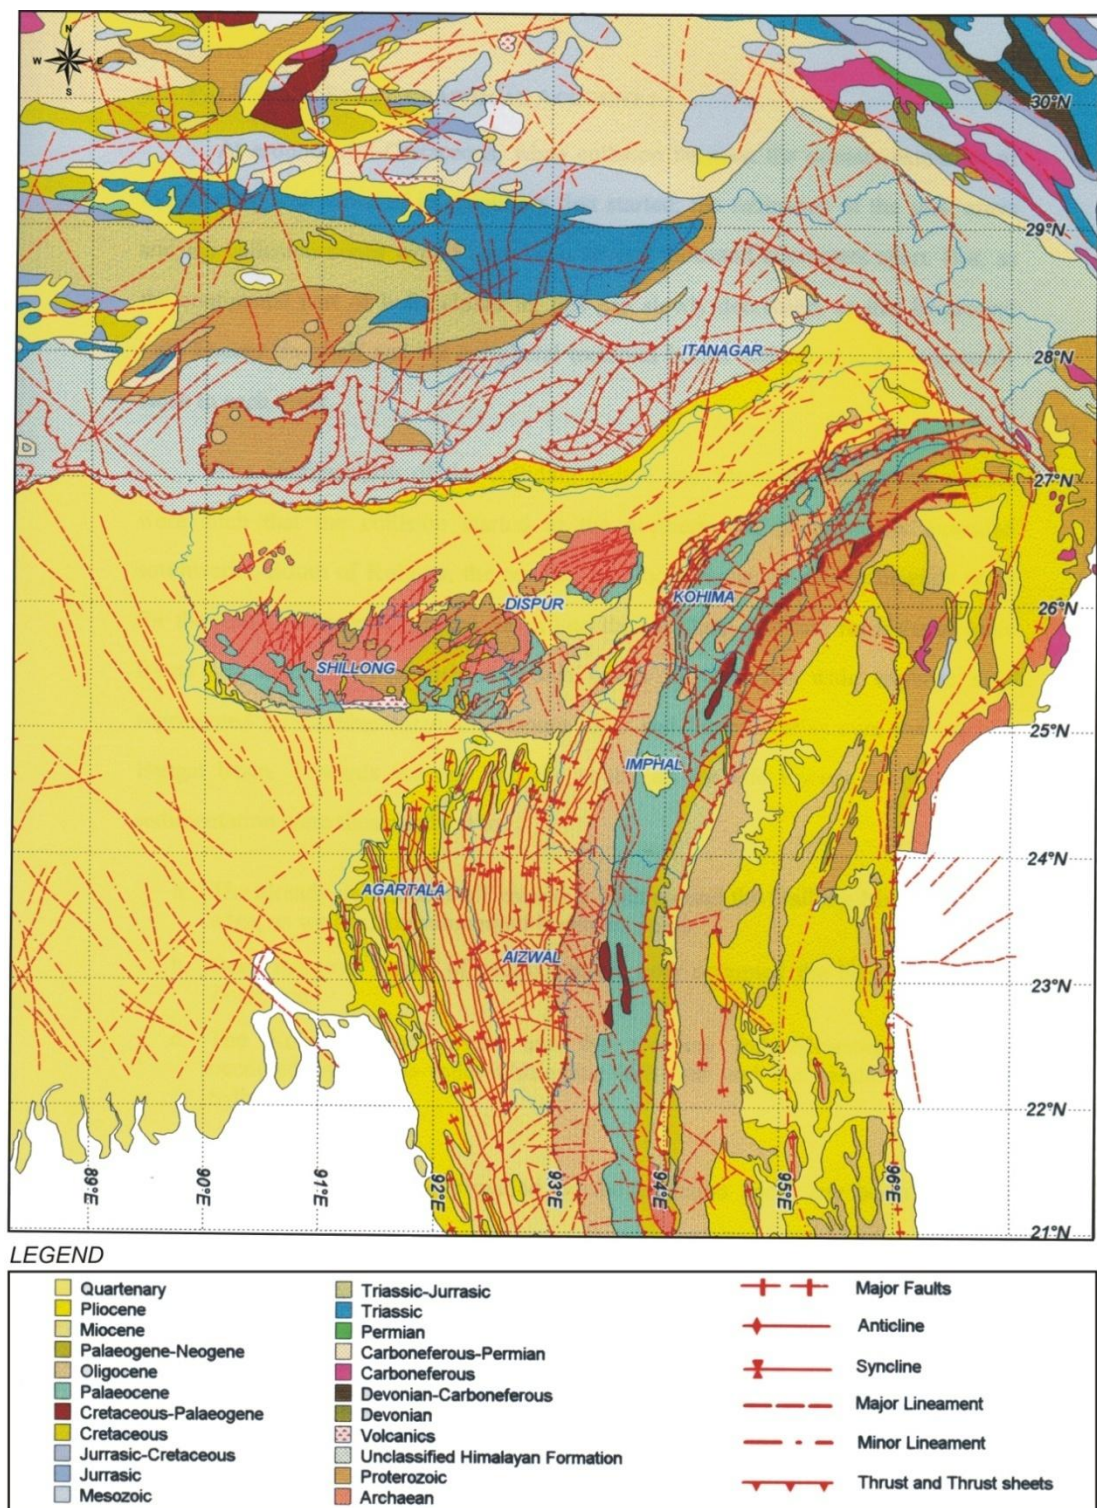 N
W E
S
30°N
29°N
ITANAGAR
28°N
27°N
DISPUR
KOHIMA
26°N
SHILLONG
25°N
IMPHAL
24°N
AGARTALA
AIZWAL
23°N
22°N
89°E
90°E
91°E
92°E
93°E
94°E
95°E
96°E
21°N
LEGEND
Quartenary
Pliocene
Miocene
Palaeogene-Neogene
Oligocene
Palaeocene
Cretaceous-Palaeogene
Cretaceous
Jurrasic-Cretaceous
Jurrasic
Mesozoic
Triassic-Jurrasic
Triassic
Permian
Carboneferous-Permian
Carboneferous
Devonian-Carboneferous
Devonian
Volcanics
Unclassified Himalayan Formation
Proterozoic
Archaean
Major Faults
Anticline
Syncline
Major Lineament
Minor Lineament
Thrust and Thrust sheets